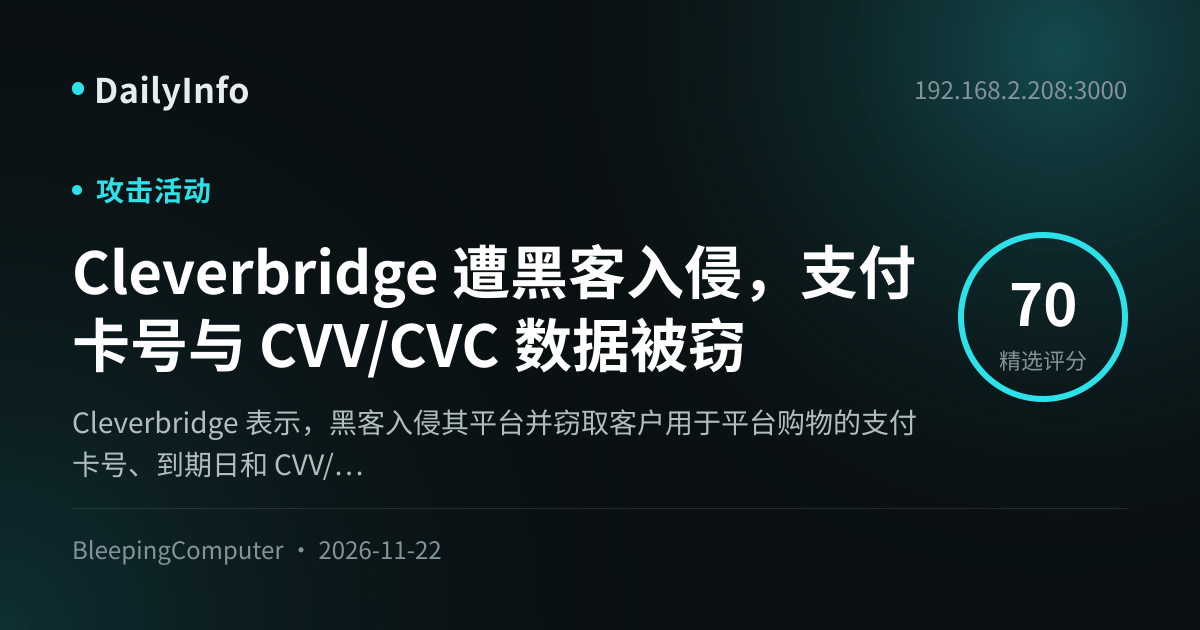 DailyInfo
192.168.2.208:3000
攻击活动
Cleverbridge 遭黑客入侵，支付
卡号与 CVV/CVC 数据被窃
70
精选评分
Cleverbridge 表示，黑客入侵其平台并窃取客户用于平台购物的支付
卡号、到期日和 CVV/…
BleepingComputer · 2026-11-22